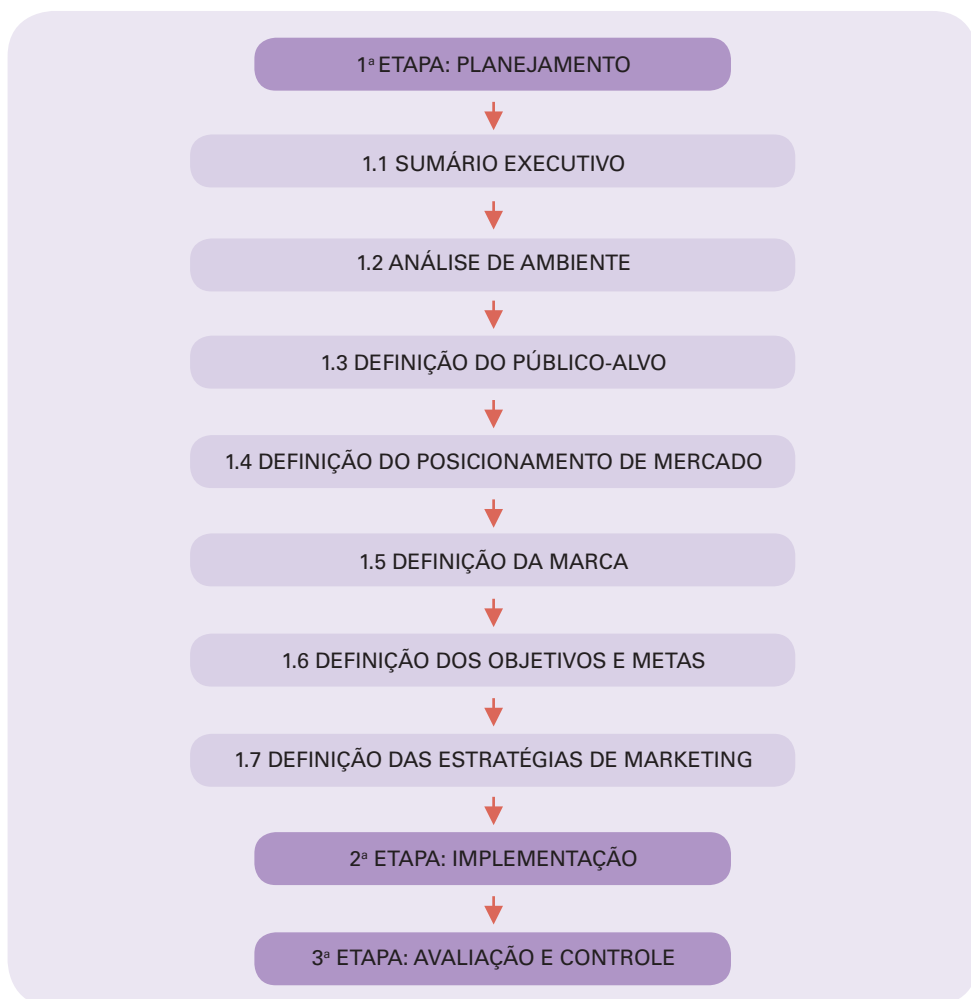 1ª ETAPA: PLANEJAMENTO
1.1 SUMÁRIO EXECUTIVO
1.2 ANÁLISE DE AMBIENTE
1.3 DEFINIÇÃO DO PÚBLICO-ALVO
1.4 DEFINIÇÃO DO POSICIONAMENTO DE MERCADO
1.5 DEFINIÇÃO DA MARCA
1.6 DEFINIÇÃO DOS OBJETIVOS E METAS
1.7 DEFINIÇÃO DAS ESTRATÉGIAS DE MARKETING
2ª ETAPA: IMPLEMENTAÇÃO
3ª ETAPA: AVALIAÇÃO E CONTROLE